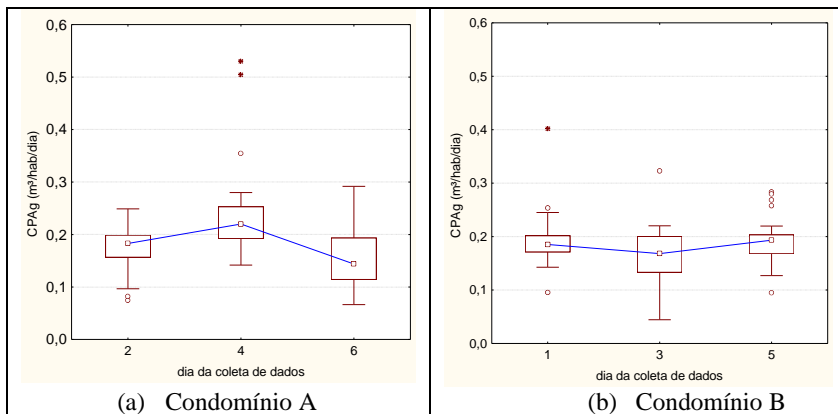 CPAg (m³/hab/dia)
0,6
0,5
0,4
0,3
0,2
0,1
0,0
2 4 6
dia da coleta de dados
(a) Condomínio A
CPAg (m³/hab/dia)
0,6
0,5
0,4
0,3
0,2
0,1
0,0
1 3 5
dia da coleta de dados
(b) Condomínio B